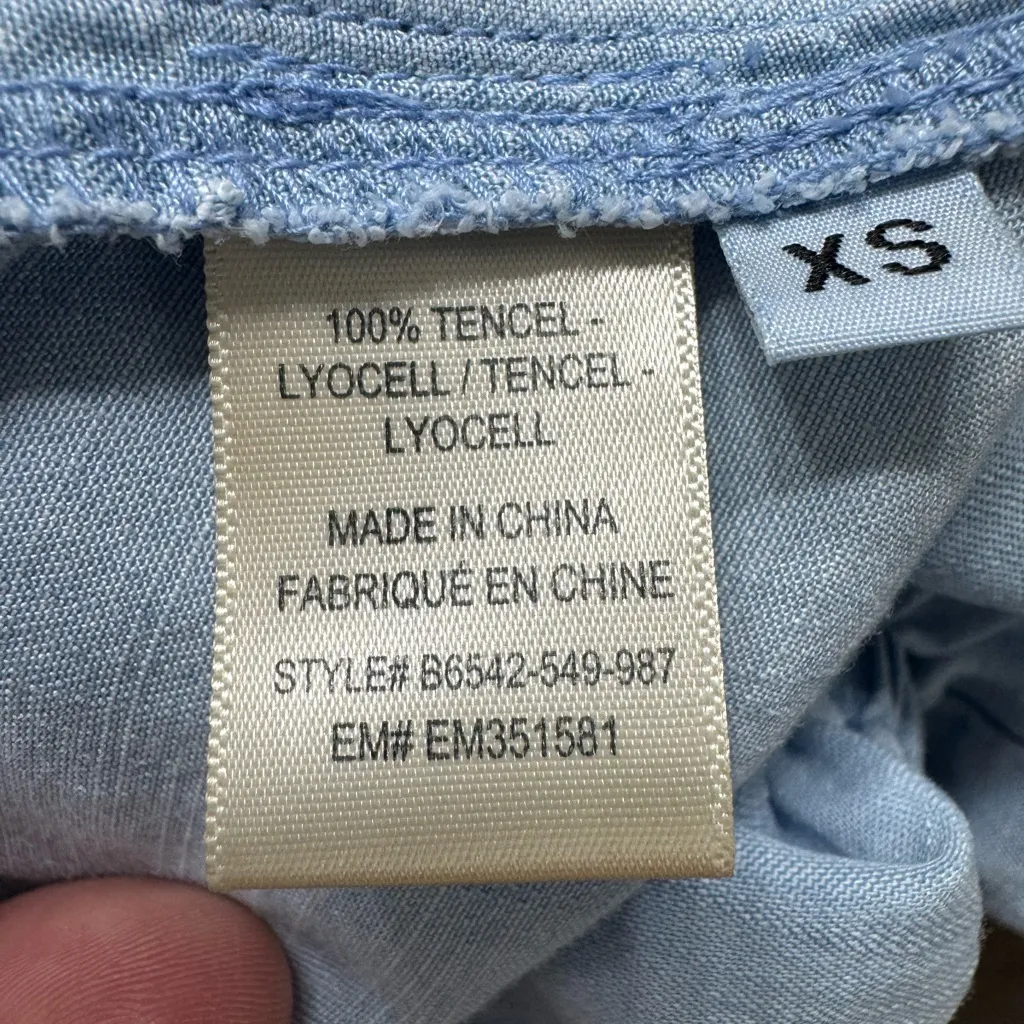 XS
100% TENCEL -
LYOCELL / TENCEL -
LYOCELL
MADE IN CHINA
FABRIQUÉ EN CHINE
STYLE# B6542-549-987
EM# EM351581